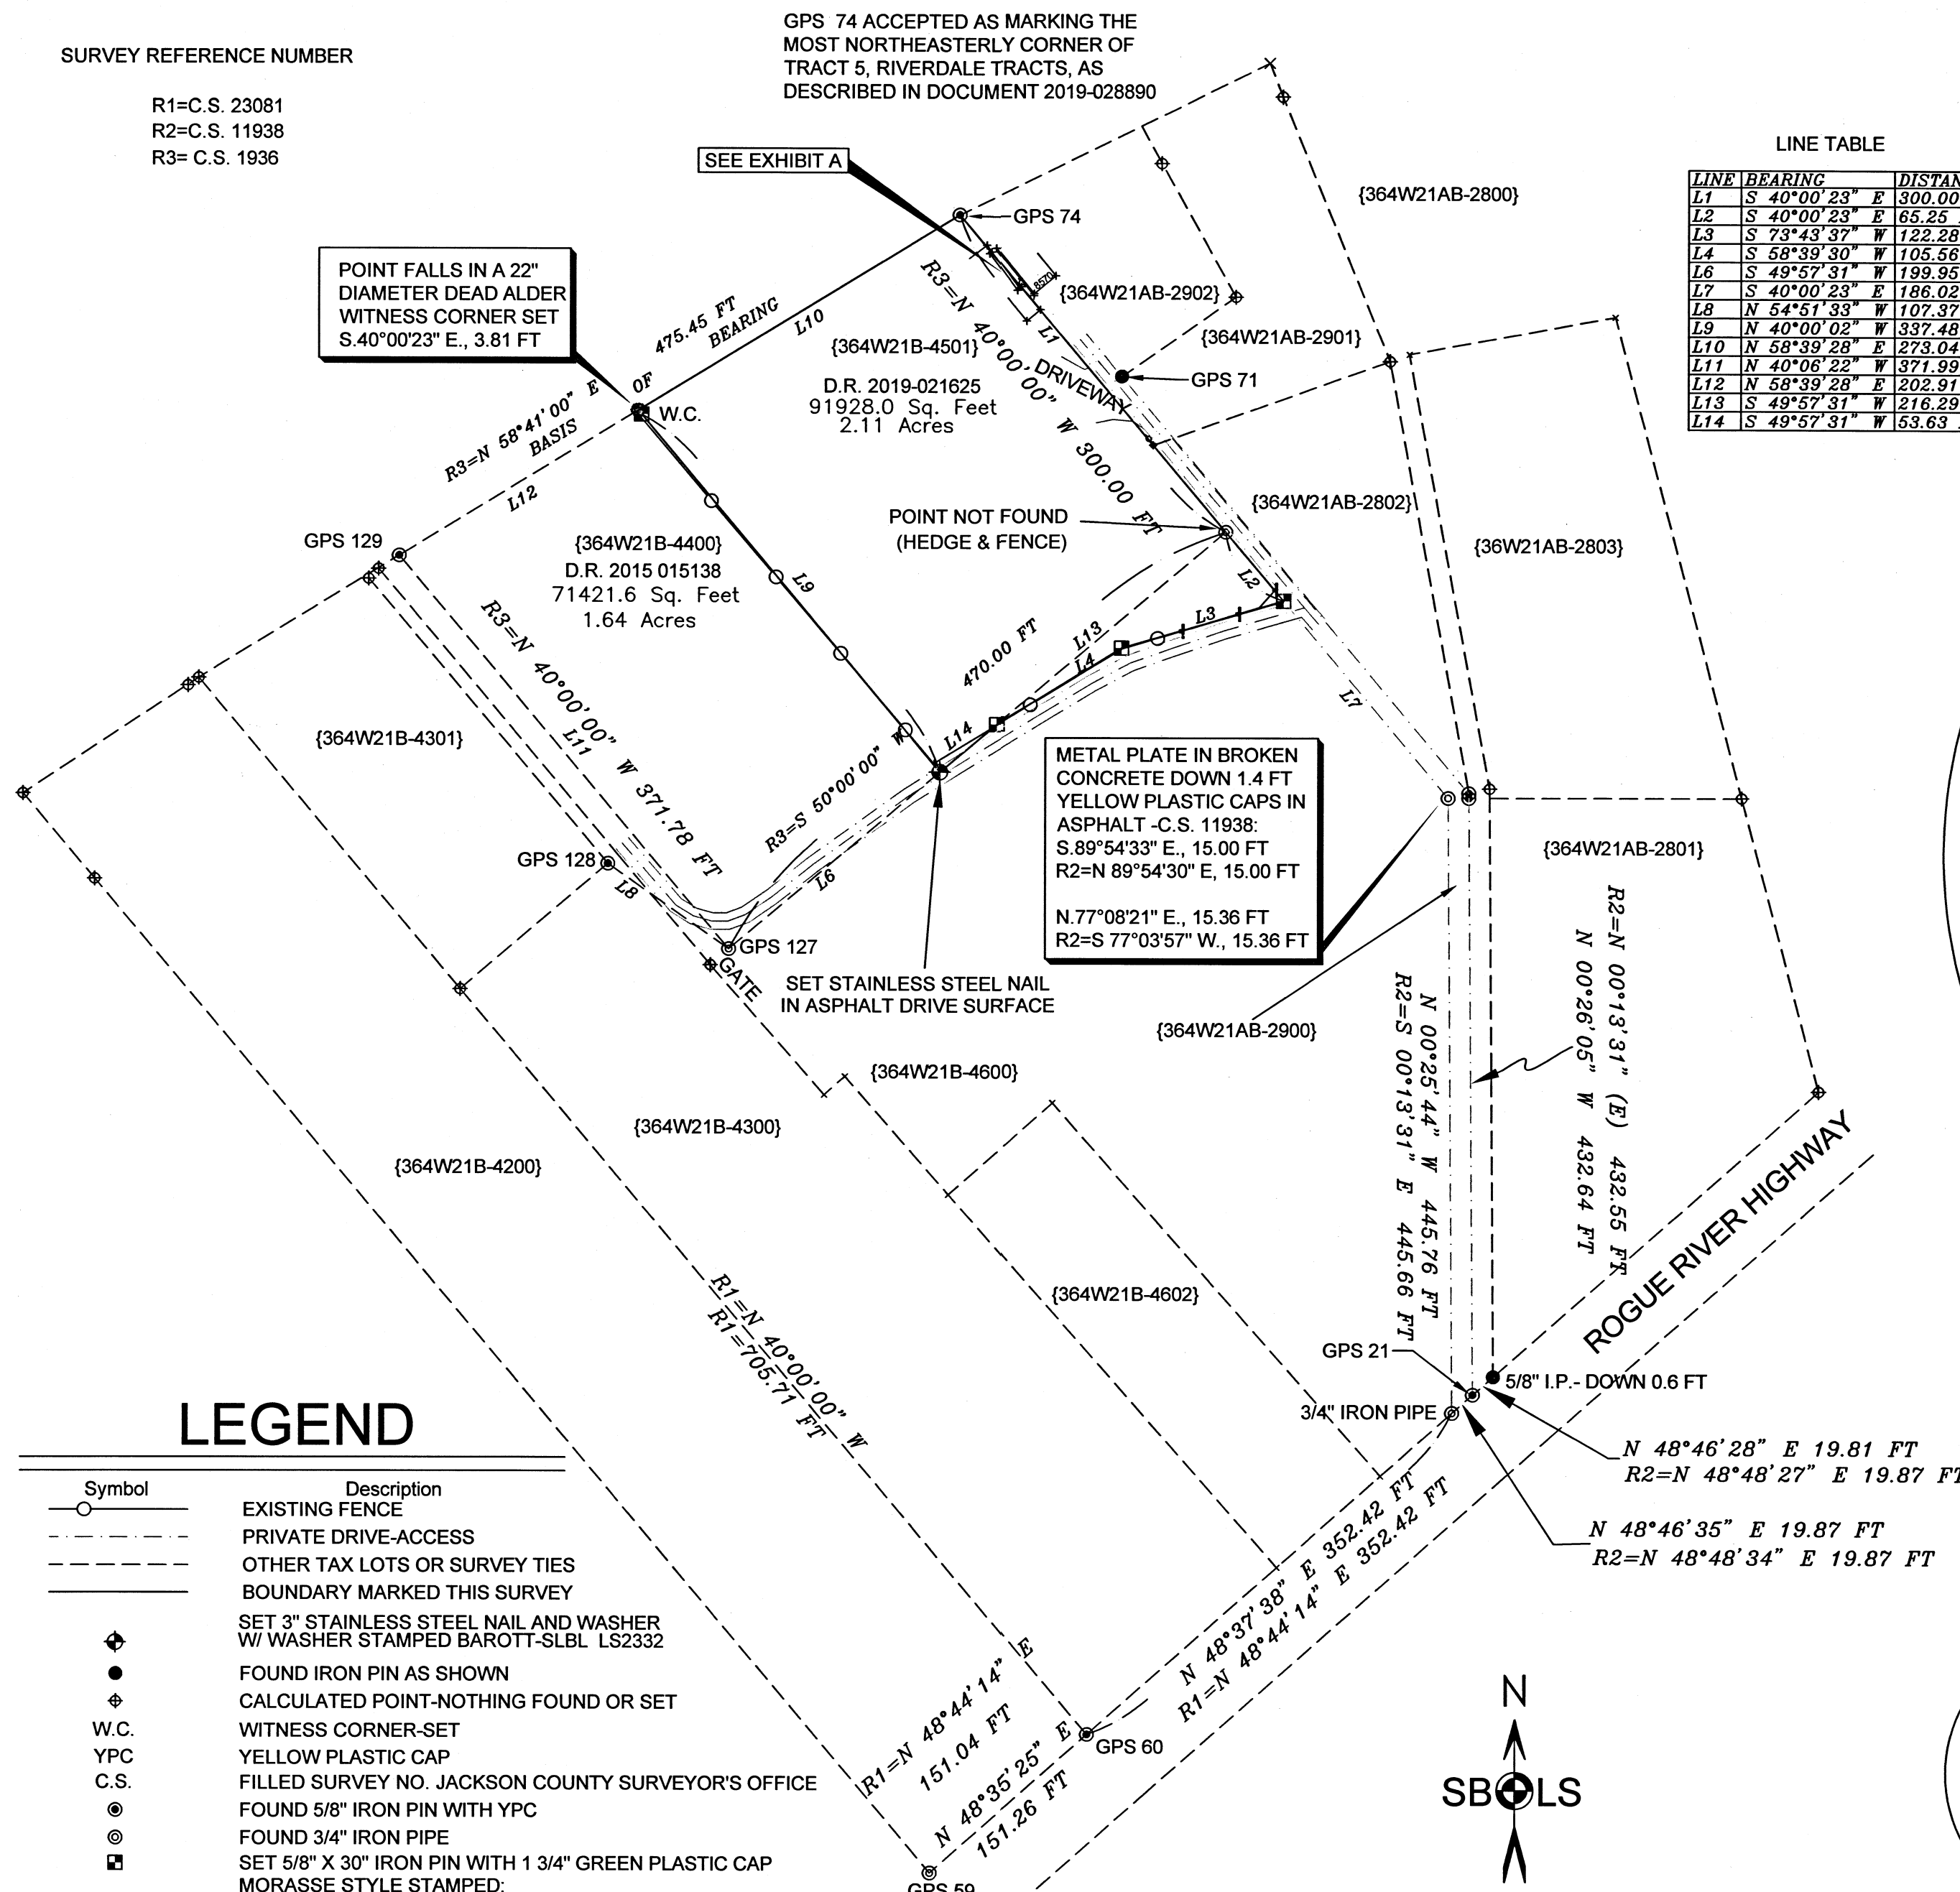 SURVEY REFERENCE NUMBER
R1=C.S. 23081
R2=C.S. 11938
R3= C.S. 1936
GPS 74 ACCEPTED AS MARKING THE
MOST NORTHEASTERLY CORNER OF
TRACT 5, RIVERDALE TRACTS, AS
DESCRIBED IN DOCUMENT 2019-028890
SEE EXHIBIT A
GPS 74
{364W21AB-2800}
LINE TABLE
LINE BEARING
L1 S 40°00'23" E 300.00
L2 S 40°00'23" E 65.25
L3 S 73°43'37" W 122.28
L4 S 58°39'30" W 105.56
L6 S 49°57'31" W 199.95
L7 S 40°00'23" E 186.02
L8 N 54°51'33" W 107.37
L9 N 40°00'02" W 337.48
L10 N 58°39'28" E 273.04
L11 N 40°06'22" W 371.99
L12 N 58°39'28" E 202.91
L13 S 49°57'31" W 216.29
L14 S 49°57'31 W 53.63
POINT FALLS IN A 22"
DIAMETER DEAD ALDER
WITNESS CORNER SET
S.40°00'23" E., 3.81 FT
8570
{364W21AB-2902}
{364W21AB-2901}
475.45 FT
BEARING
L10
R3=N 58°41'00" E
OF
BASIS
L12
W.C.
{364W21B-4501}
D.R. 2019-021625
91928.0 Sq. Feet
2.11 Acres
R3=N 40°00'00" W 300.00 FT
L1
DRIVEWAY
GPS 71
{364W21AB-2802}
{36W21AB-2803}
POINT NOT FOUND
(HEDGE & FENCE)
GPS 129
{364W21B-4400}
D.R. 2015 015138
71421.6 Sq. Feet
1.64 Acres
L9
L2
L3
L13
L4
470.00 FT
L14
L7
R3=N 40°00'00" W 371.78 FT
L11
{364W21B-4301}
R3=S 50°00'00" W
L6
METAL PLATE IN BROKEN
CONCRETE DOWN 1.4 FT
YELLOW PLASTIC CAPS IN
ASPHALT -C.S. 11938:
S.89°54'33" E., 15.00 FT
R2=N 89°54'30" E, 15.00 FT
N.77°08'21" E., 15.36 FT
R2=S 77°03'57" W., 15.36 FT
{364W21AB-2801}
GPS 128
L8
GPS 127
GATE
SET STAINLESS STEEL NAIL
IN ASPHALT DRIVE SURFACE
{364W21AB-2900}
R2=N 00°13'31" (E) 432.55 FT
N 00°26'05" W 432.64 FT
N 00°25'44" W 445.76 FT
R2=S 00°13'31" E 445.66 FT
{364W21B-4600}
{364W21B-4300}
{364W21B-4200}
{364W21B-4602}
R1=N 40°00'00" W
R1=705.71 FT
ROGUE RIVER HIGHWAY
GPS 21
5/8" I.P.- DOWN 0.6 FT
3/4" IRON PIPE
N 48°46'28" E 19.81 FT
R2=N 48°48'27" E 19.87 FT
N 48°46'35" E 19.87 FT
R2=N 48°48'34" E 19.87 FT
N 48°37'38" E 352.42 FT
R1=N 48°44'14" E 352.42 FT
R1=N 48°44'14" E
151.04 FT
N 48°35'25" E
151.26 FT
GPS 60
GPS 59
LEGEND
Symbol Description
EXISTING FENCE
PRIVATE DRIVE-ACCESS
OTHER TAX LOTS OR SURVEY TIES
BOUNDARY MARKED THIS SURVEY
SET 3" STAINLESS STEEL NAIL AND WASHER
W/ WASHER STAMPED BAROTT-SLBL LS2332
FOUND IRON PIN AS SHOWN
CALCULATED POINT-NOTHING FOUND OR SET
W.C. WITNESS CORNER-SET
YPC YELLOW PLASTIC CAP
C.S. FILLED SURVEY NO. JACKSON COUNTY SURVEYOR'S OFFICE
FOUND 5/8" IRON PIN WITH YPC
FOUND 3/4" IRON PIPE
SET 5/8" X 30" IRON PIN WITH 1 3/4" GREEN PLASTIC CAP
MORASSE STYLE STAMPED:
N
SB LS